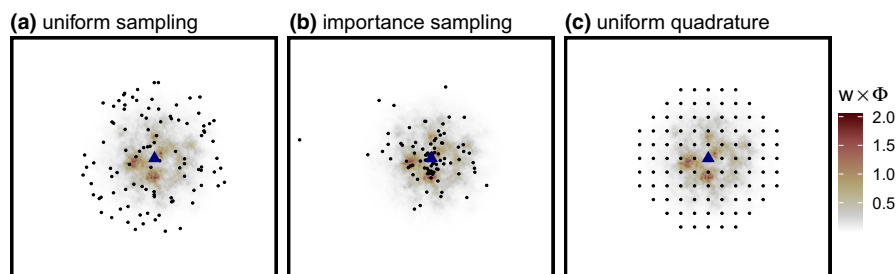 (a) uniform sampling
(b) importance sampling
(c) uniform quadrature
w×Φ
2.0
1.5
1.0
0.5